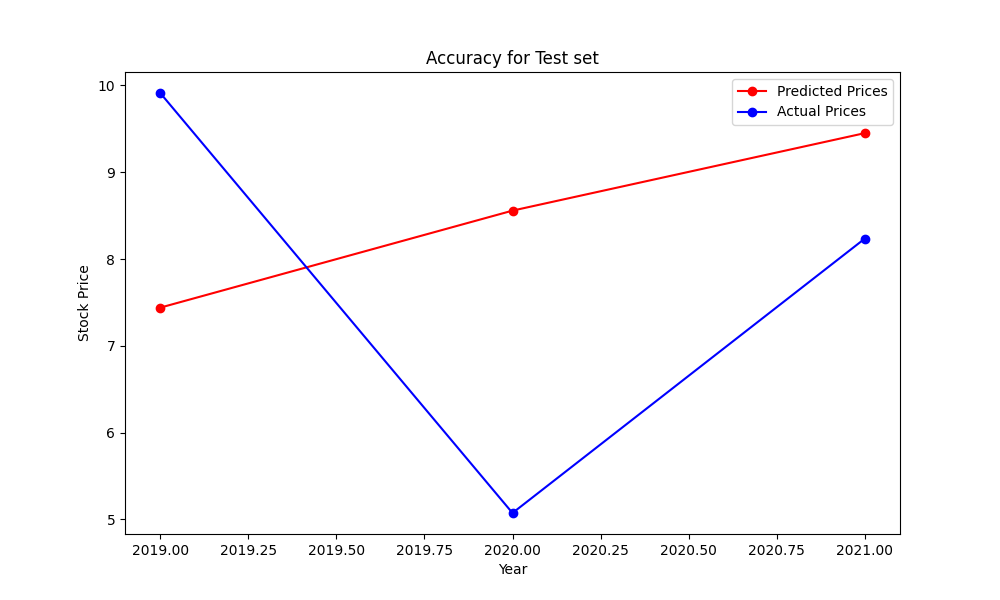 Accuracy for Test set
Predicted Prices
Actual Prices
10
9
8
7
6
5
Stock Price
2019.00 2019.25 2019.50 2019.75 2020.00 2020.25 2020.50 2020.75 2021.00
Year